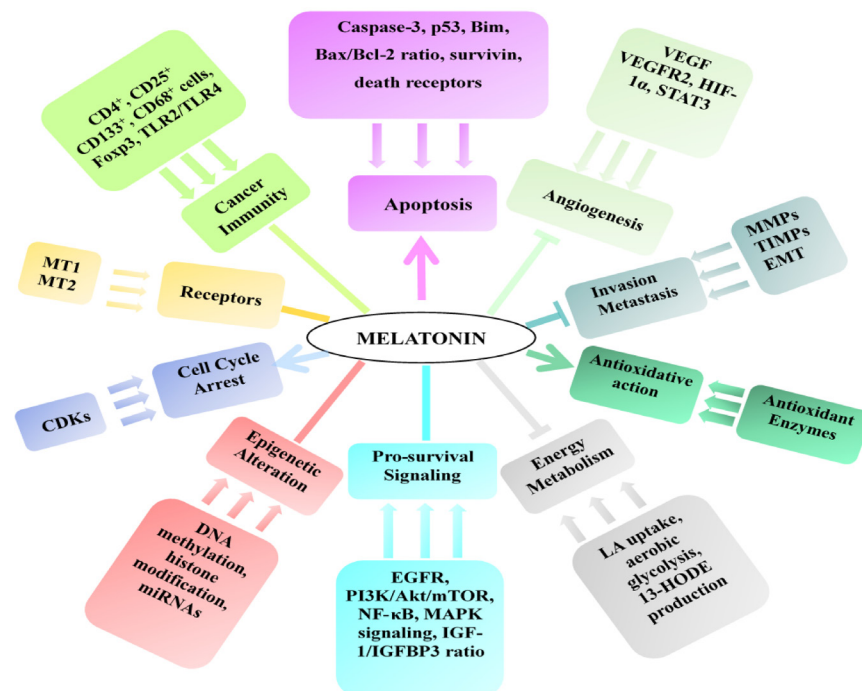 Caspase-3, p53, Bim,
Bax/Bcl-2 ratio, survivin,
death receptors
VEGF
VEGFR2, HIF-
1α, STAT3
CD4⁺, CD25⁺
CD133⁺, CD68⁺ cells,
Foxp3, TLR2/TLR4
Cancer
Immunity
Apoptosis
Angiogenesis
MMPs
TIMPs
EMT
MT1
MT2
Receptors
Invasion
Metastasis
MELATONIN
Cell Cycle
Arrest
CDKs
Antioxidative
action
Antioxidant
Enzymes
Epigenetic
Alteration
Pro-survival
Signaling
Energy
Metabolism
DNA
methylation,
histone
modification,
miRNAs
EGFR,
PI3K/Akt/mTOR,
NF-κB, MAPK
signaling, IGF-
1/IGFBP3 ratio
LA uptake,
aerobic
glycolysis,
13-HODE
production